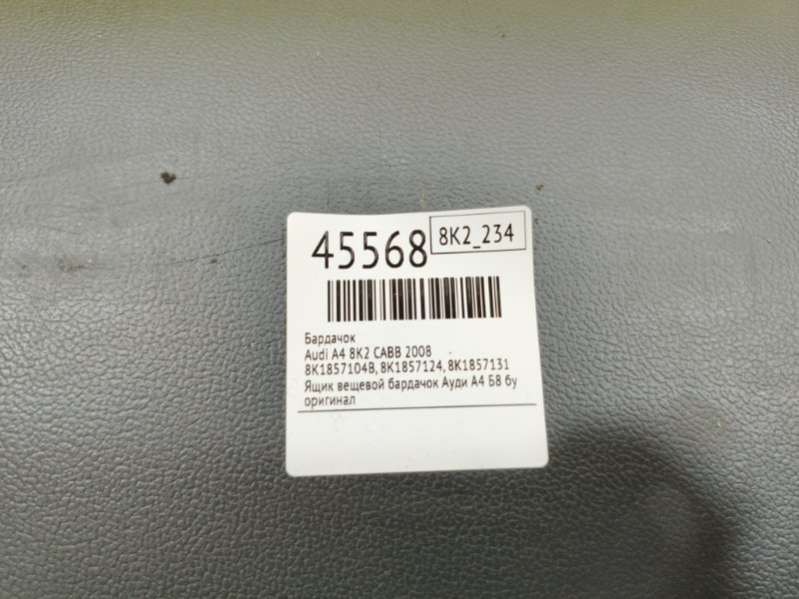 45568 8K2_234
Бардачок
Audi A4 8K2 CABB 2008
8K1857104B, 8K1857124, 8K1857131
Ящик вещевой бардачок Ауди А4 Б8 бу
оригинал